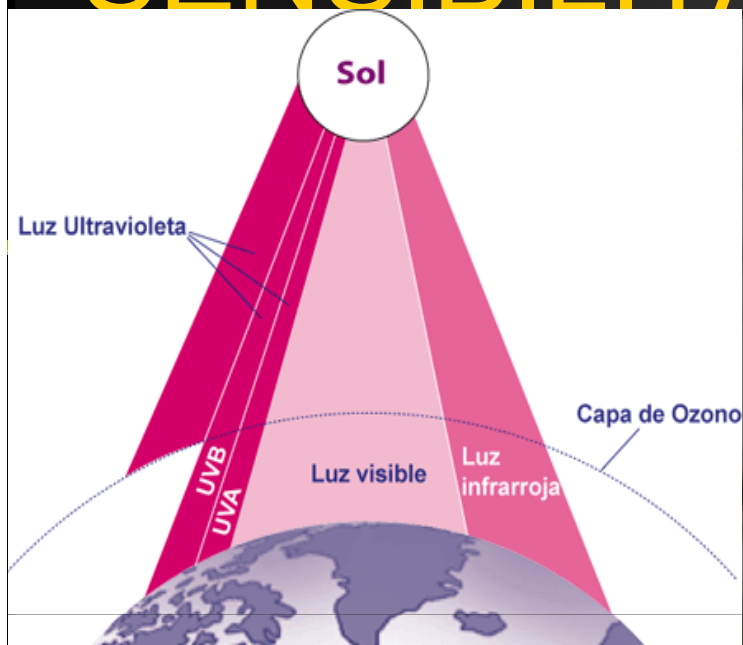 Sol
Luz Ultravioleta
Capa de Ozono
UVB
UVA
Luz visible
Luz
infrarroja